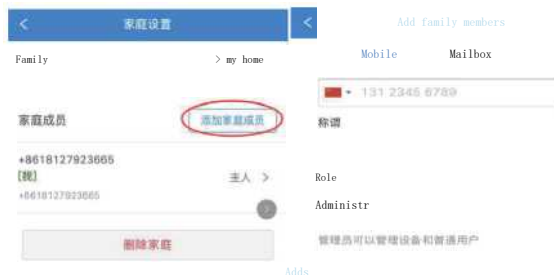 家庭设置
Family
> my home
家庭成员
添加家庭成员
+8618127923665
[我]
主人 >
+8618127923665
删除家庭
Add family members
Mobile
Mailbox
131 2345 6789
称谓
Role
Administr
管理员可以管理设备和普通用户
Adds